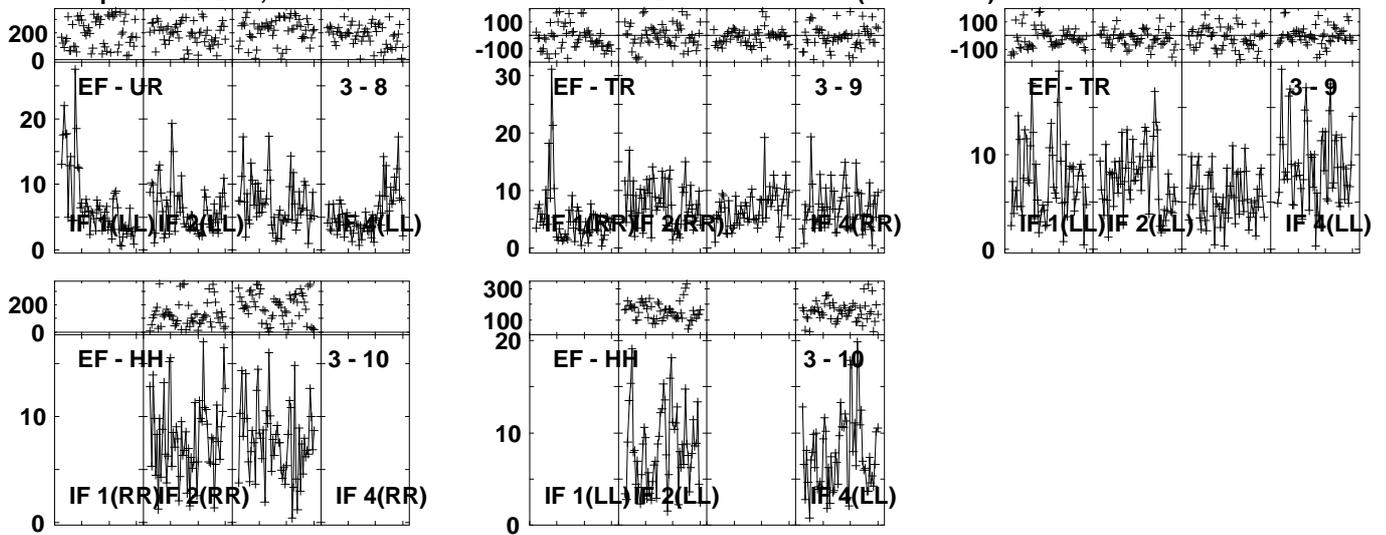 200
0
EF - UR
3 - 8
20
10
0
IF 1(LL) IF 2(LL) IF 4(LL)
100
-100
30
EF - TR
3 - 9
20
10
0
IF 1(RR) IF 2(RR) IF 4(RR)
100
-100
EF - TR
3 - 9
10
0
IF 1(LL) IF 2(LL) IF 4(LL)
200
0
EF - HH
3 - 10
10
0
IF 1(RR) IF 2(RR) IF 4(RR)
300
100
20
EF - HH
3 - 10
10
0
IF 1(LL) IF 2(LL) IF 4(LL)